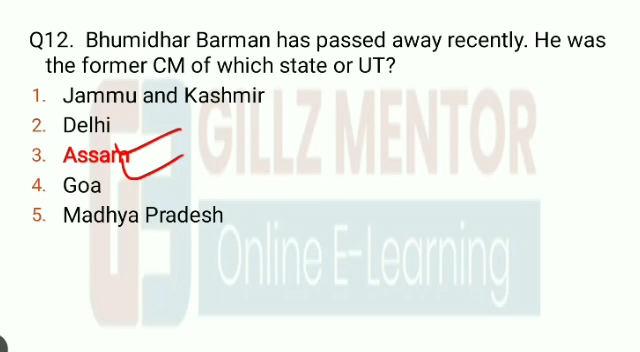 Q12. Bhumidhar Barman has passed away recently. He was
the former CM of which state or UT?
1. Jammu and Kashmir
2. Delhi
3. Assam
4. Goa
5. Madhya Pradesh
GILLZ MENTOR
Online E-Learning